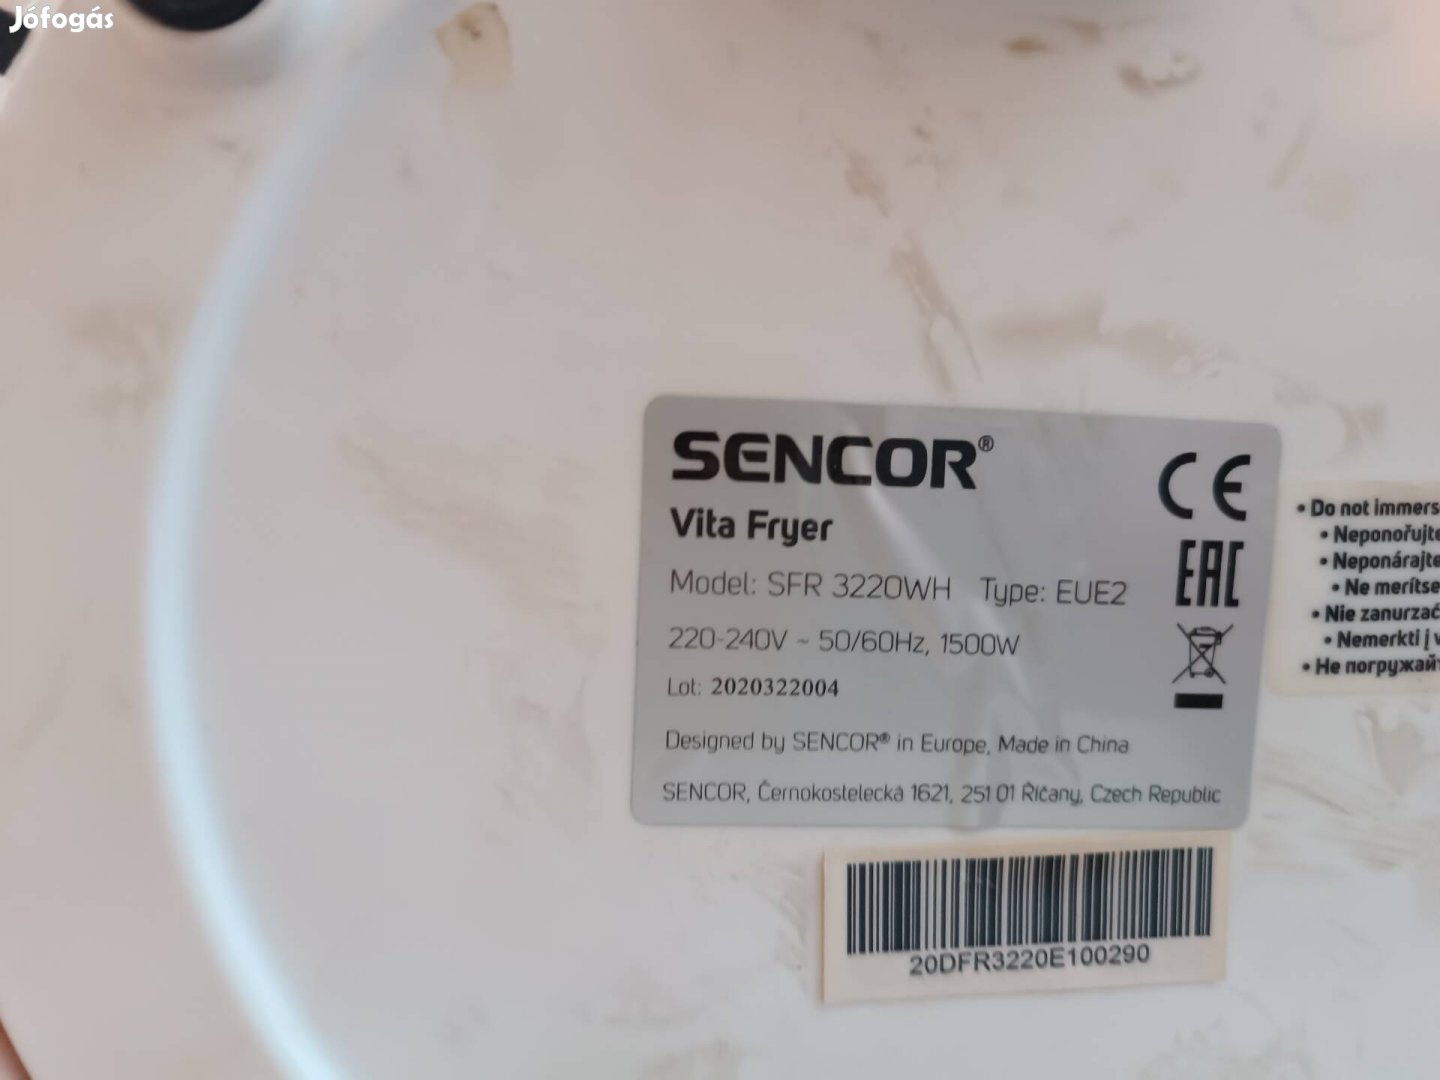 Jófogás
SENCOR®
Vita Fryer
Model: SFR 3220WH Type: EUE2
220-240V ~ 50/60Hz, 1500W
Lot: 2020322004
Designed by SENCOR® in Europe, Made in China
SENCOR, Černokostelecká 1621, 251 01 Říčany, Czech Republic
CE
EAC
• Do not immers
• Neponořujte
• Neponárajte
• Ne merítse
• Nie zanurzać
• Nemerkti į v
• Не погружай
20DFR3220E100290